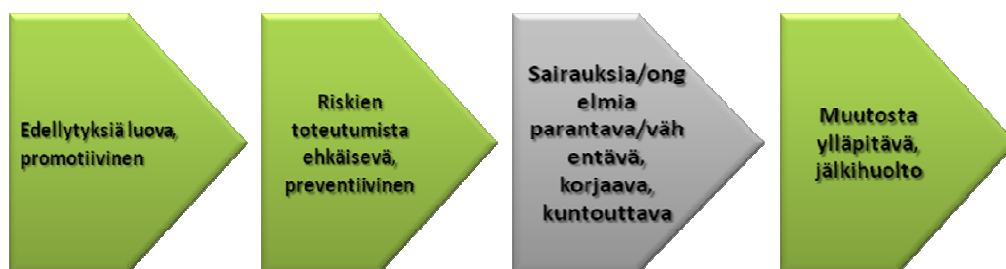 Edellytyksiä luova,
promotiivinen
Riskien
toteutumista
ehkäisevä,
preventiivinen
Sairauksia/ong
elmia
parantava/väh
entävä,
korjaava,
kuntouttava
Muutosta
ylläpitävä,
jälkihuolto